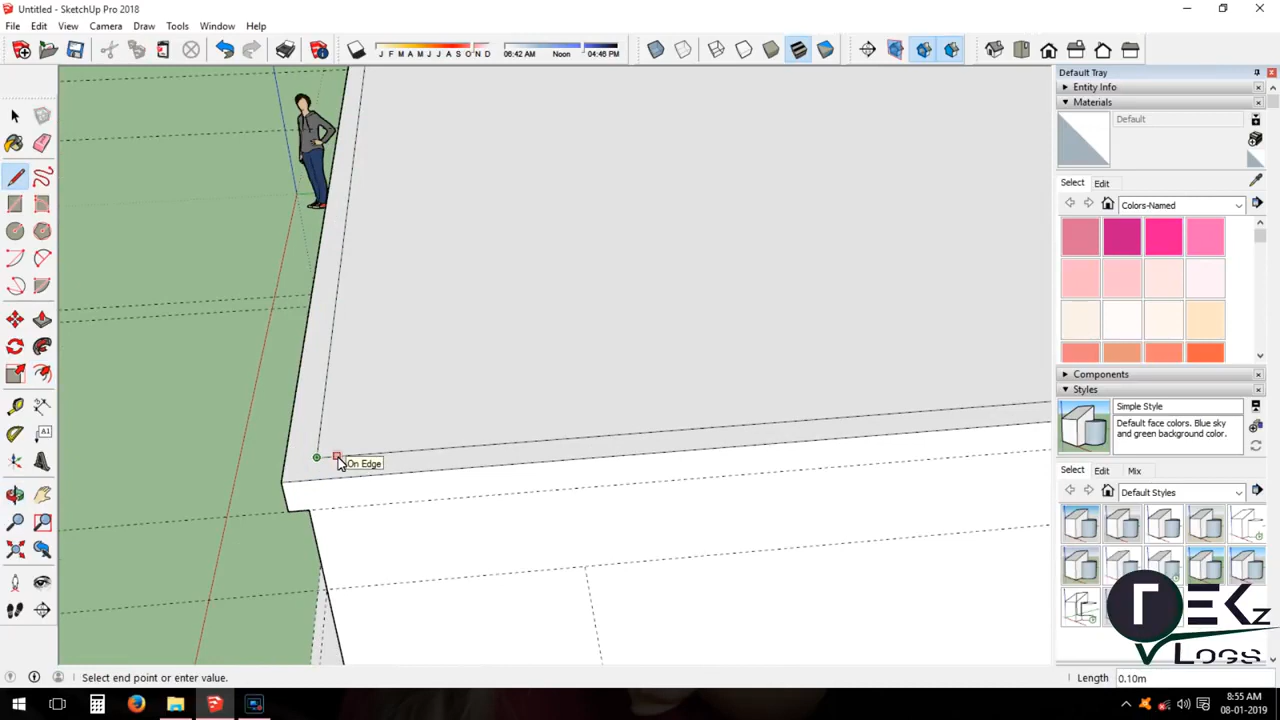 Untitled - SketchUp Pro 2018
File Edit View Camera Draw Tools Window Help
J F M A M J J A S O N D
06:42 AM Noon 04:46 PM
Default Tray
Entity Info
Materials
Default
Select Edit
Colors-Named
Components
Styles
Simple Style
Default face colors. Blue sky and green background color.
Select Edit Mix
Default Styles
A1
On Edge
TEKz
VLogs
Select end point or enter value.
Length 0.10m
8:55 AM
08-01-2019